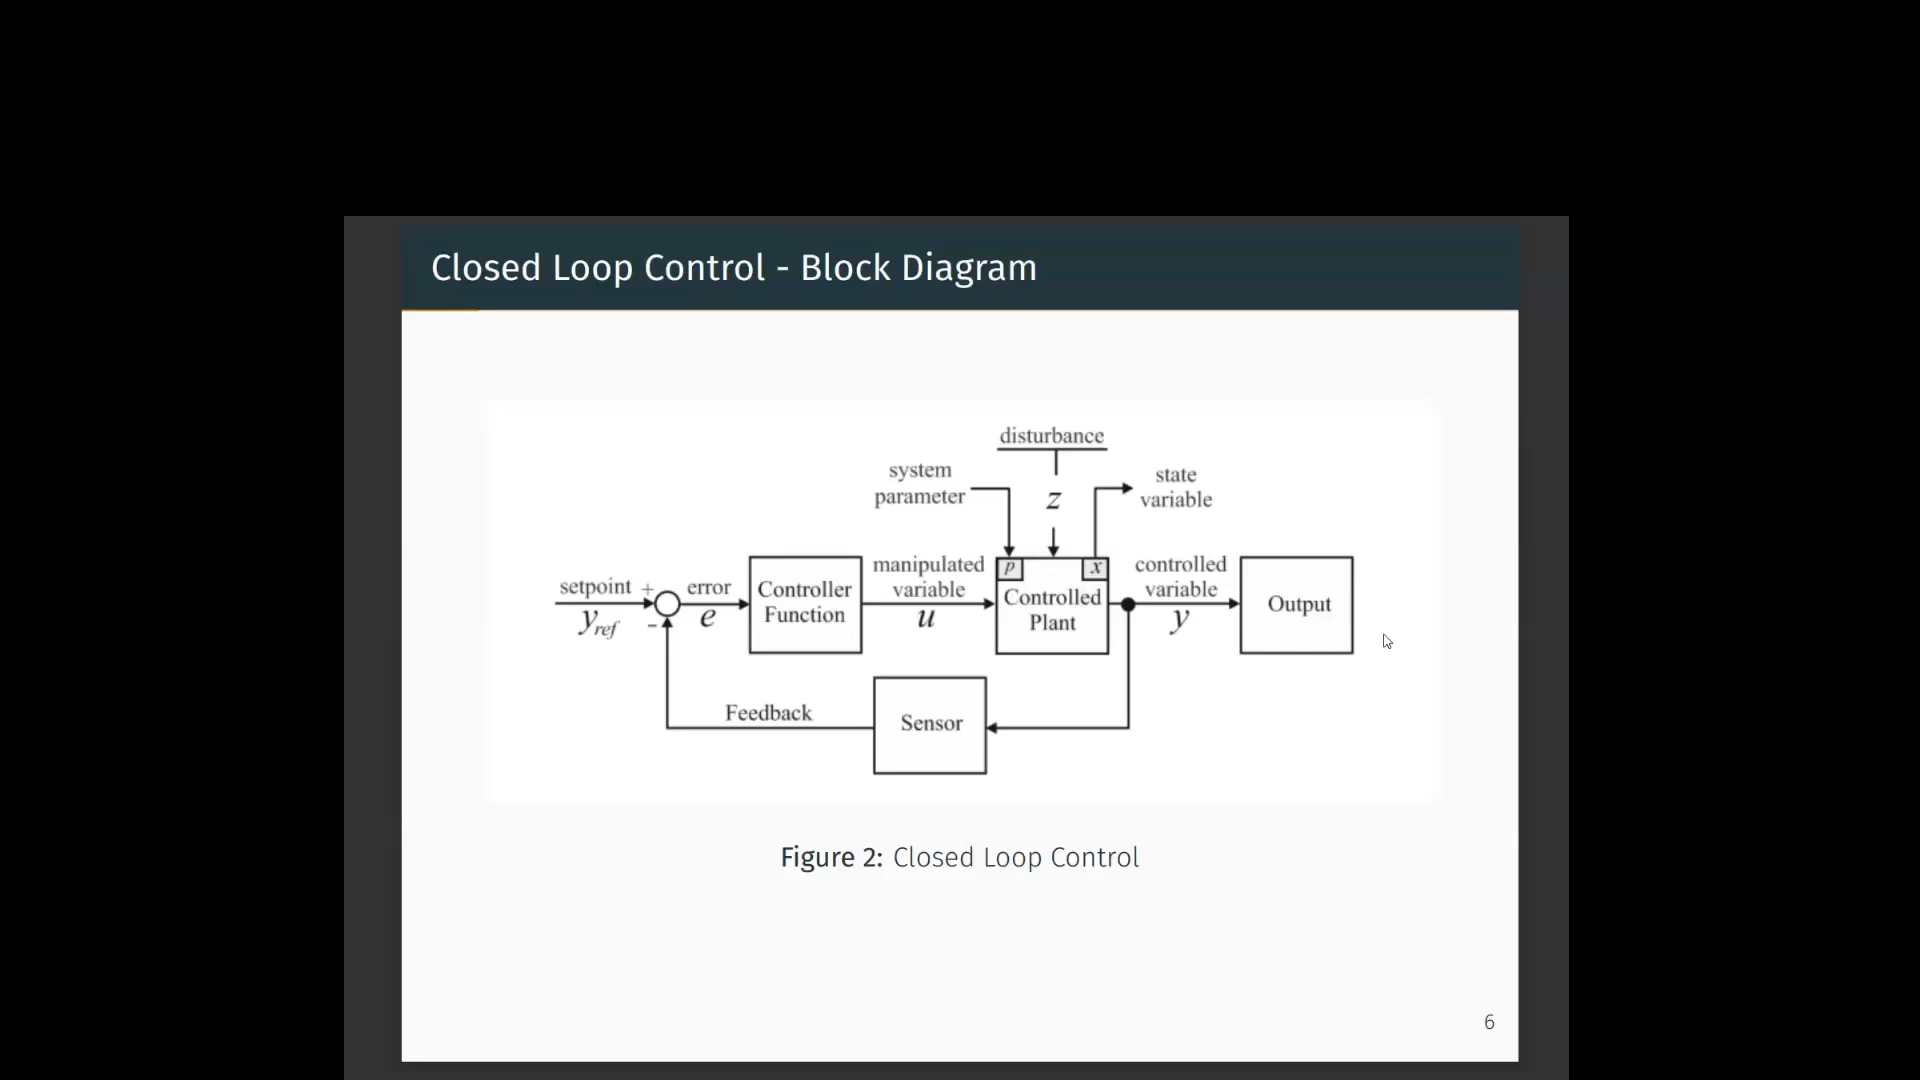 Closed Loop Control - Block Diagram
disturbance
system
parameter
z
state
variable
setpoint
+
y_ref
−
error
e
Controller
Function
manipulated
variable
u
p
x
Controlled
Plant
controlled
variable
y
Output
Feedback
Sensor
Figure 2: Closed Loop Control
6